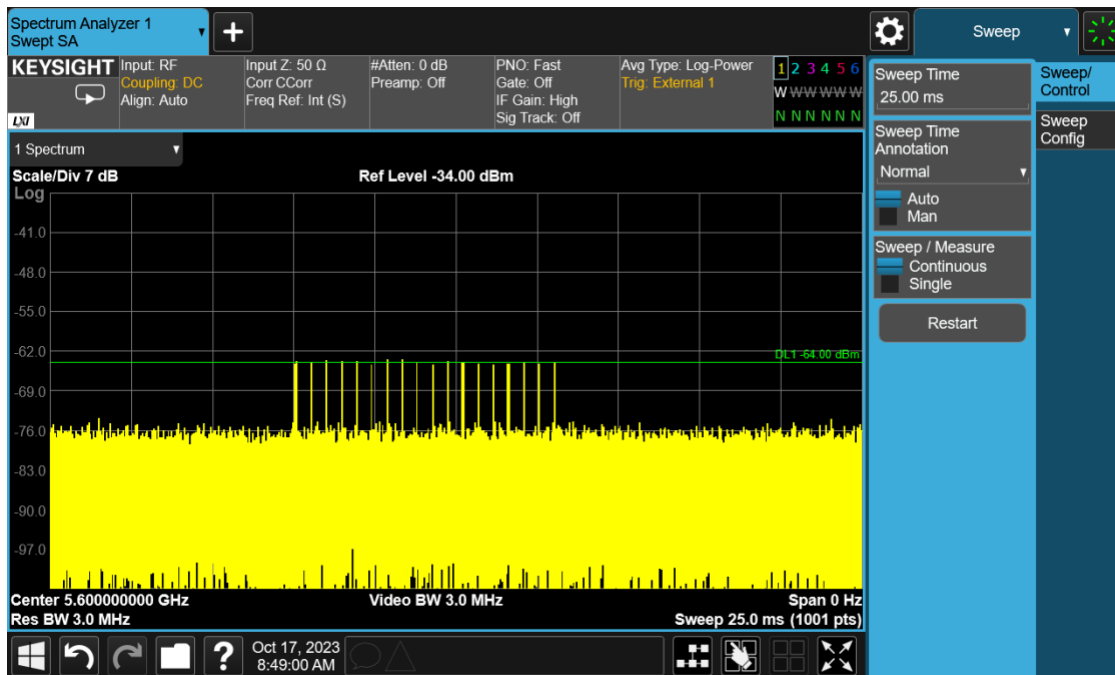 Spectrum Analyzer 1
Swept SA
+
Sweep
KEYSIGHT
LXI
Input: RF
Coupling: DC
Align: Auto
Input Z: 50 Ω
Corr CCorr
Freq Ref: Int (S)
#Atten: 0 dB
Preamp: Off
PNO: Fast
Gate: Off
IF Gain: High
Sig Track: Off
Avg Type: Log-Power
Trig: External 1
1 2 3 4 5 6
W W W W W W
N N N N N N
1 Spectrum
Scale/Div 7 dB
Ref Level -34.00 dBm
Log
-41.0
-48.0
-55.0
-62.0
-69.0
-76.0
-83.0
-90.0
-97.0
DL1 -64.00 dBm
Center 5.600000000 GHz
Video BW 3.0 MHz
Span 0 Hz
Res BW 3.0 MHz
Sweep 25.0 ms (1001 pts)
Sweep Time
25.00 ms
Sweep Time
Annotation
Normal
Auto
Man
Sweep / Measure
Continuous
Single
Restart
Sweep/
Control
Sweep
Config
?
Oct 17, 2023
8:49:00 AM